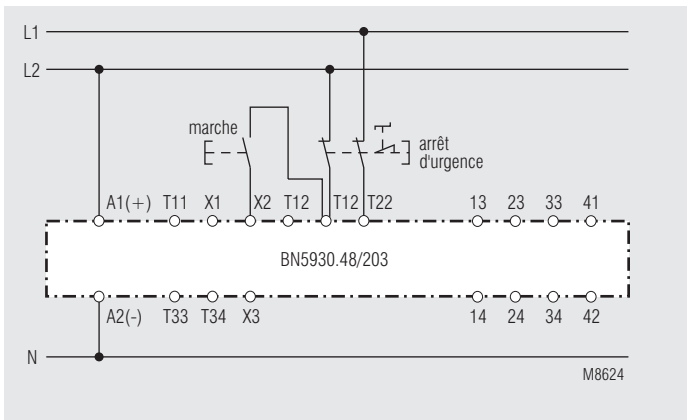 L1
L2
marche
arrêt
d'urgence
A1(+) T11 X1 X2 T12 T12 T22 13 23 33 41
BN5930.48/203
A2(-) T33 T34 X3 14 24 34 42
N
M8624